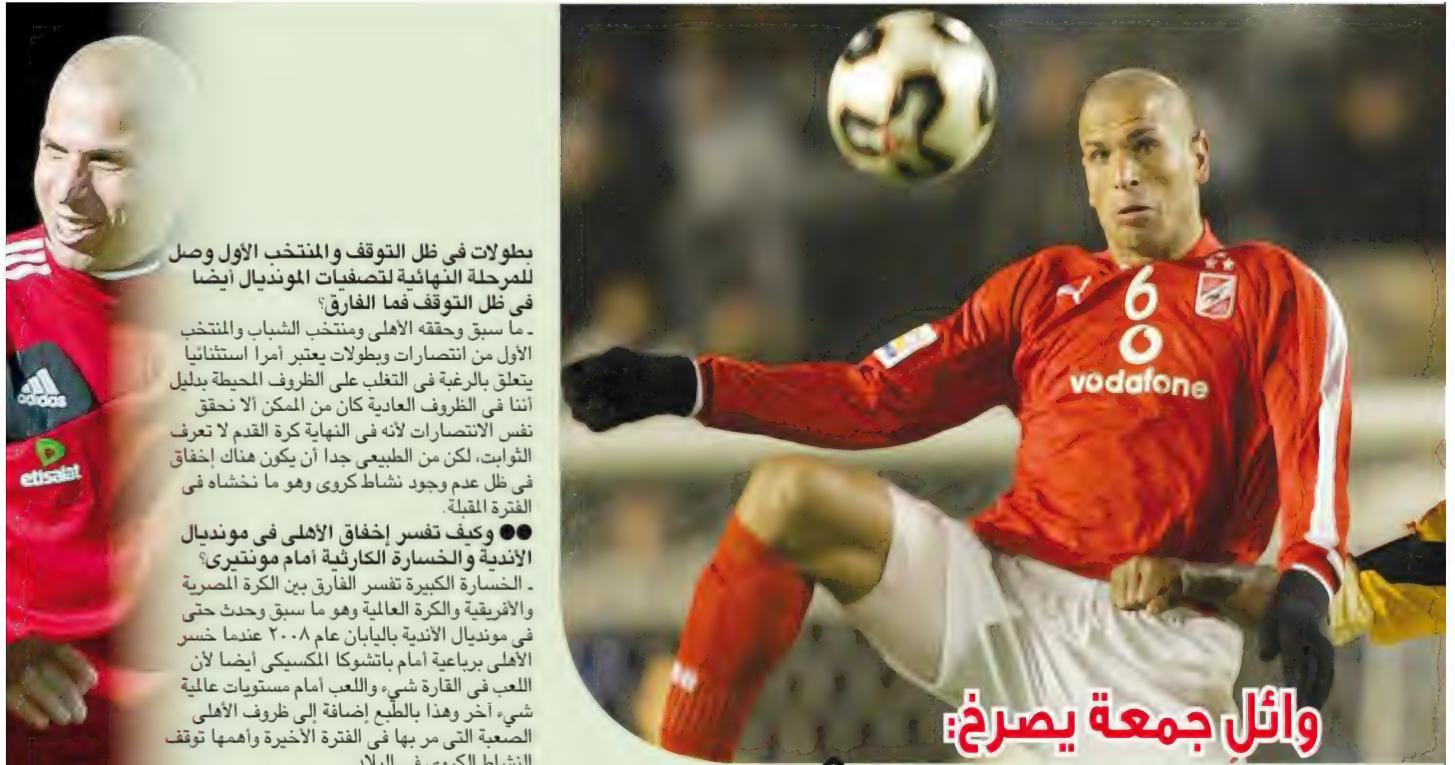 وائل جمعة يصرخ:
6
vodafone
adidas
etisalat
بطولات فى ظل التوقف والمنتخب الأول وصل
للمرحلة النهائية لتصفيات المونديال أيضا
فى ظل التوقف فما الفارق؟
ـ ما سبق وحققه الأهلى ومنتخب الشباب والمنتخب
الأول من انتصارات وبطولات يعتبر أمرا استثنائيا
يتعلق بالرغبة فى التغلب على الظروف المحيطة بدليل
أننا فى الظروف العادية كان من الممكن ألا نحقق
نفس الانتصارات لأنه فى النهاية كرة القدم لا تعرف
الثوابت، لكن من الطبيعى جدا أن يكون هناك إخفاق
فى ظل عدم وجود نشاط كروى وهو ما نخشاه فى
الفترة المقبلة.
●● وكيف تفسر إخفاق الأهلى فى مونديال
الأندية والخسارة الكارثية أمام مونتيرى؟
ـ الخسارة الكبيرة تفسر الفارق بين الكرة المصرية
والأفريقية والكرة العالمية وهو ما سبق وحدث حتى
فى مونديال الأندية باليابان عام ٢٠٠٨ عندما خسر
الأهلى برباعية أمام باتشوكا المكسيكى أيضا لأن
اللعب فى القارة شيء واللعب أمام مستويات عالمية
شيء آخر وهذا بالطبع إضافة إلى ظروف الأهلى
الصعبة التى مر بها فى الفترة الأخيرة وأهمها توقف
النشاط الكروى فى البلاد